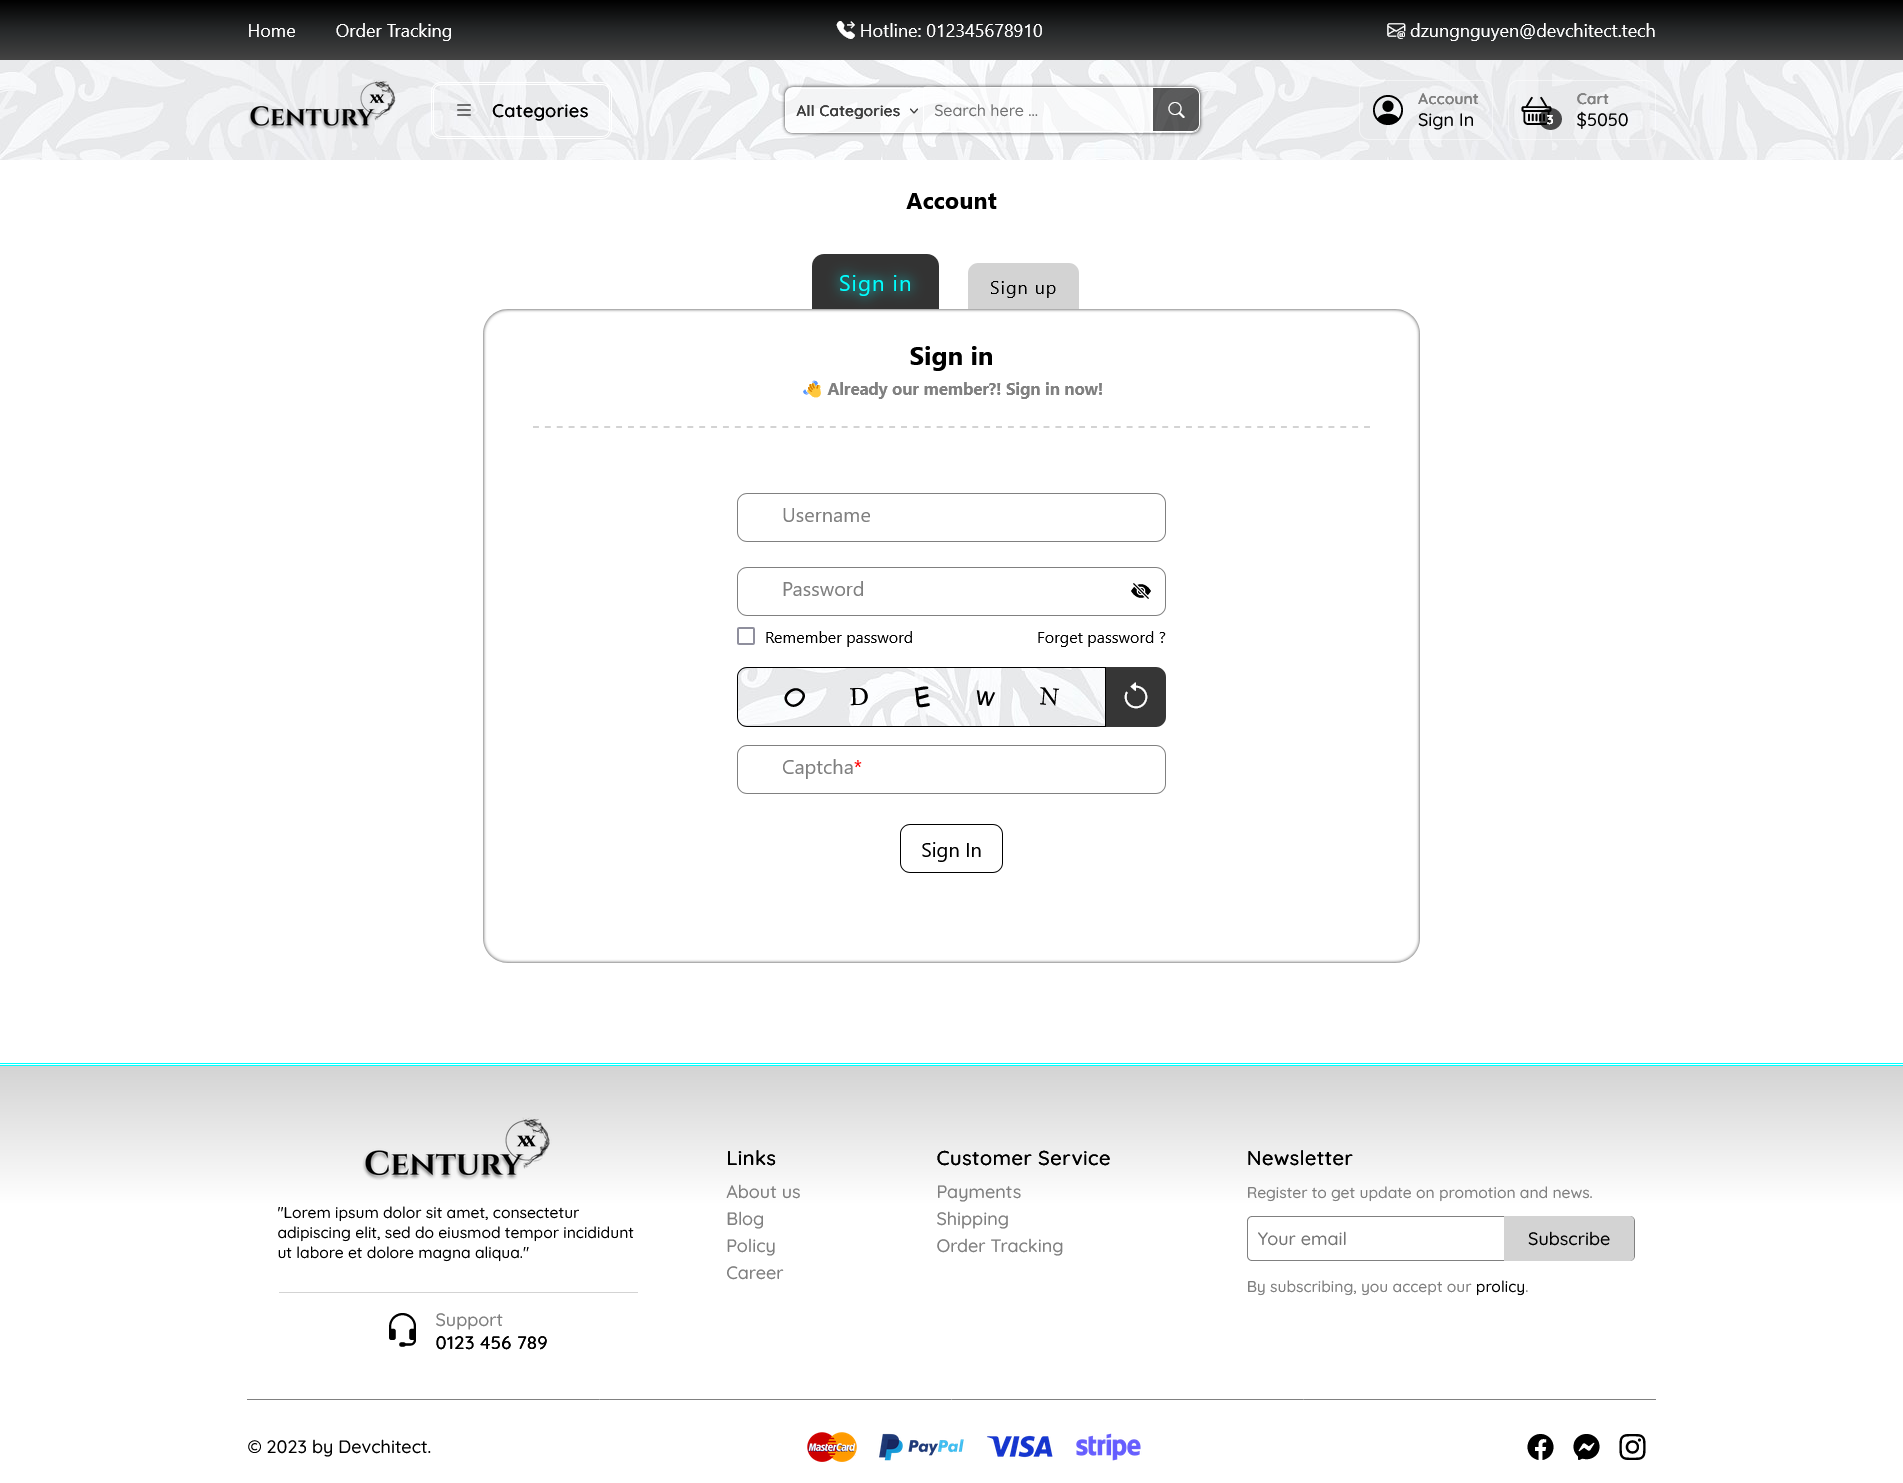 Home Order Tracking Hotline: 012345678910 dzungnguyen@devchitect.tech
CENTURY XX Categories All Categories Search here ... Account Sign In 3 Cart $5050
Account
Sign in Sign up
Sign in
👋 Already our member?! Sign in now!
Username
Password
Remember password Forget password ?
O D E W N
Captcha*
Sign In
CENTURY XX
"Lorem ipsum dolor sit amet, consectetur
adipiscing elit, sed do eiusmod tempor incididunt
ut labore et dolore magna aliqua."
Support
0123 456 789
Links
About us
Blog
Policy
Career
Customer Service
Payments
Shipping
Order Tracking
Newsletter
Register to get update on promotion and news.
Your email Subscribe
By subscribing, you accept our prolicy.
© 2023 by Devchitect. MasterCard PayPal VISA stripe